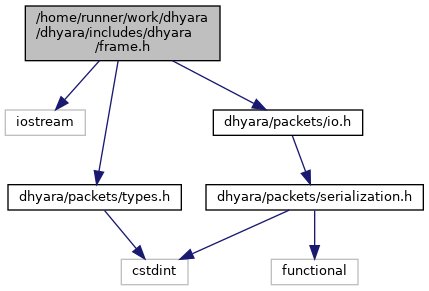 /home/runner/work/dhyara
/dhyara/includes/dhyara
/frame.h
iostream
dhyara/packets/io.h
dhyara/packets/types.h
dhyara/packets/serialization.h
cstdint
functional